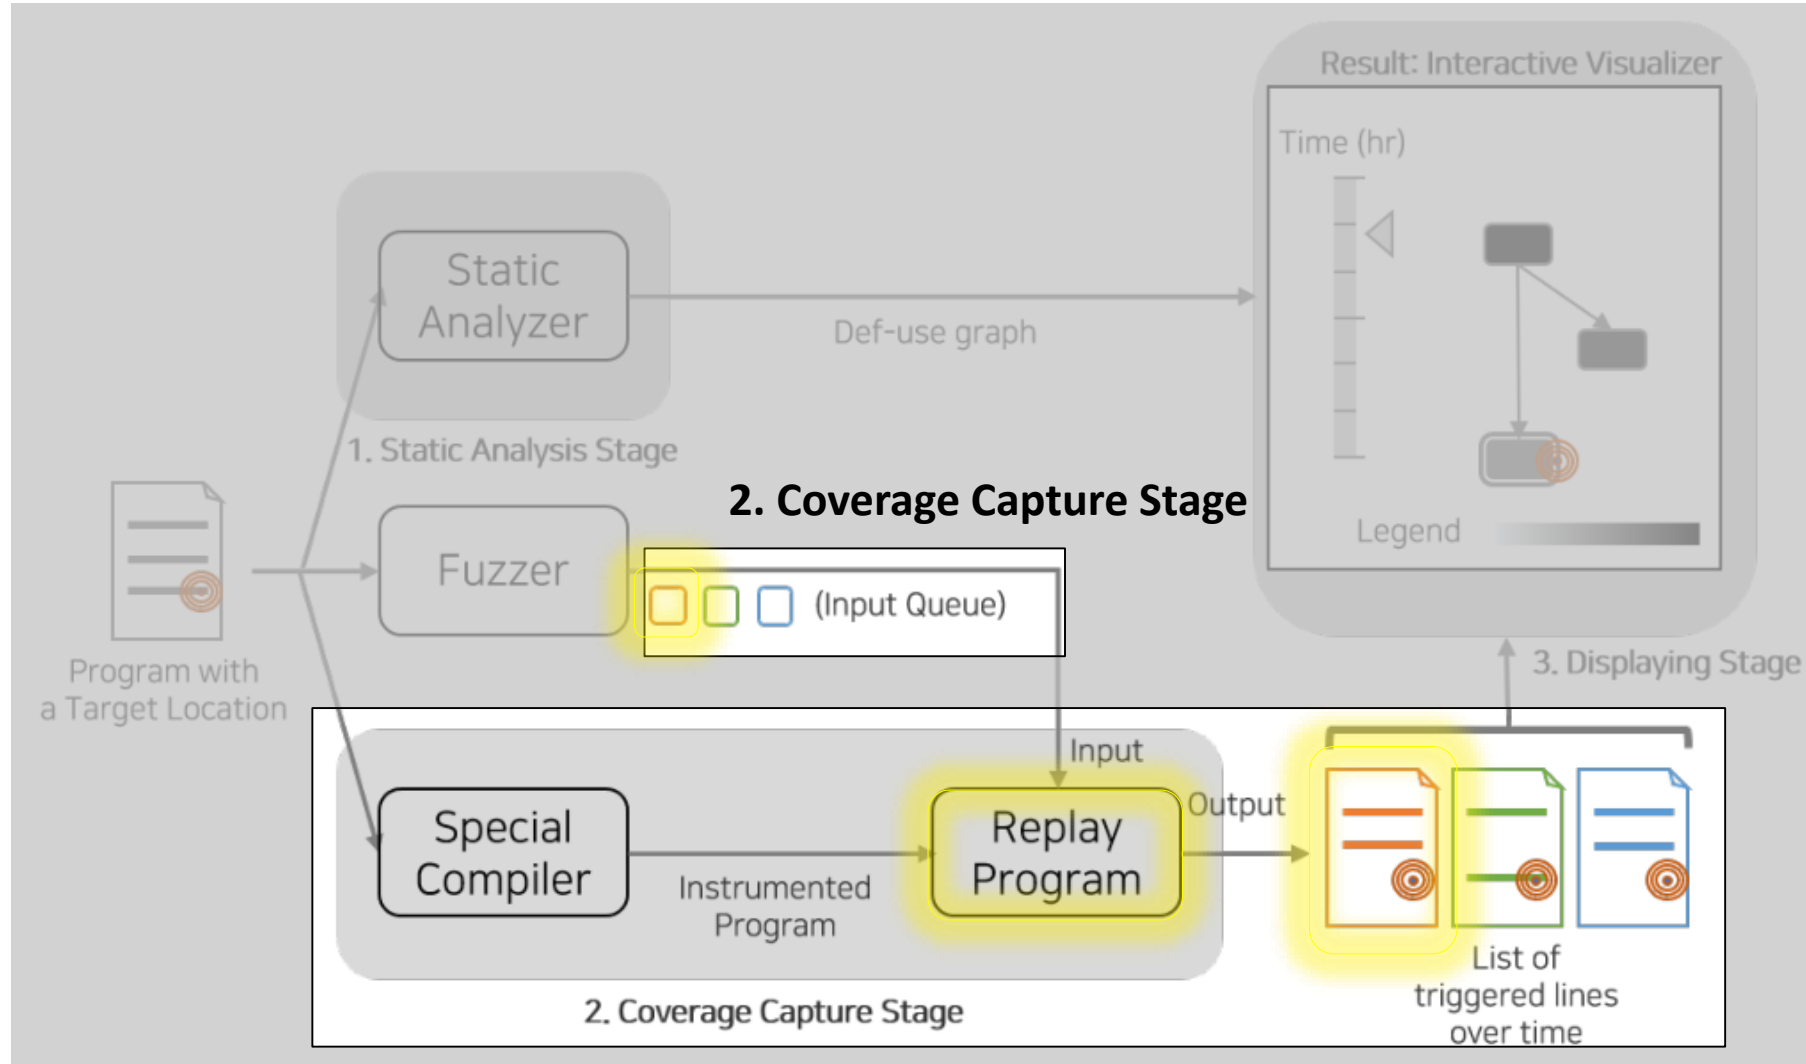 Result: Interactive Visualizer
Time (hr)
Static
Analyzer
Def-use graph
1. Static Analysis Stage
2. Coverage Capture Stage
Legend
Fuzzer
(Input Queue)
Program with
a Target Location
3. Displaying Stage
Input
Output
Special
Compiler
Instrumented
Program
Replay
Program
List of
triggered lines
over time
2. Coverage Capture Stage